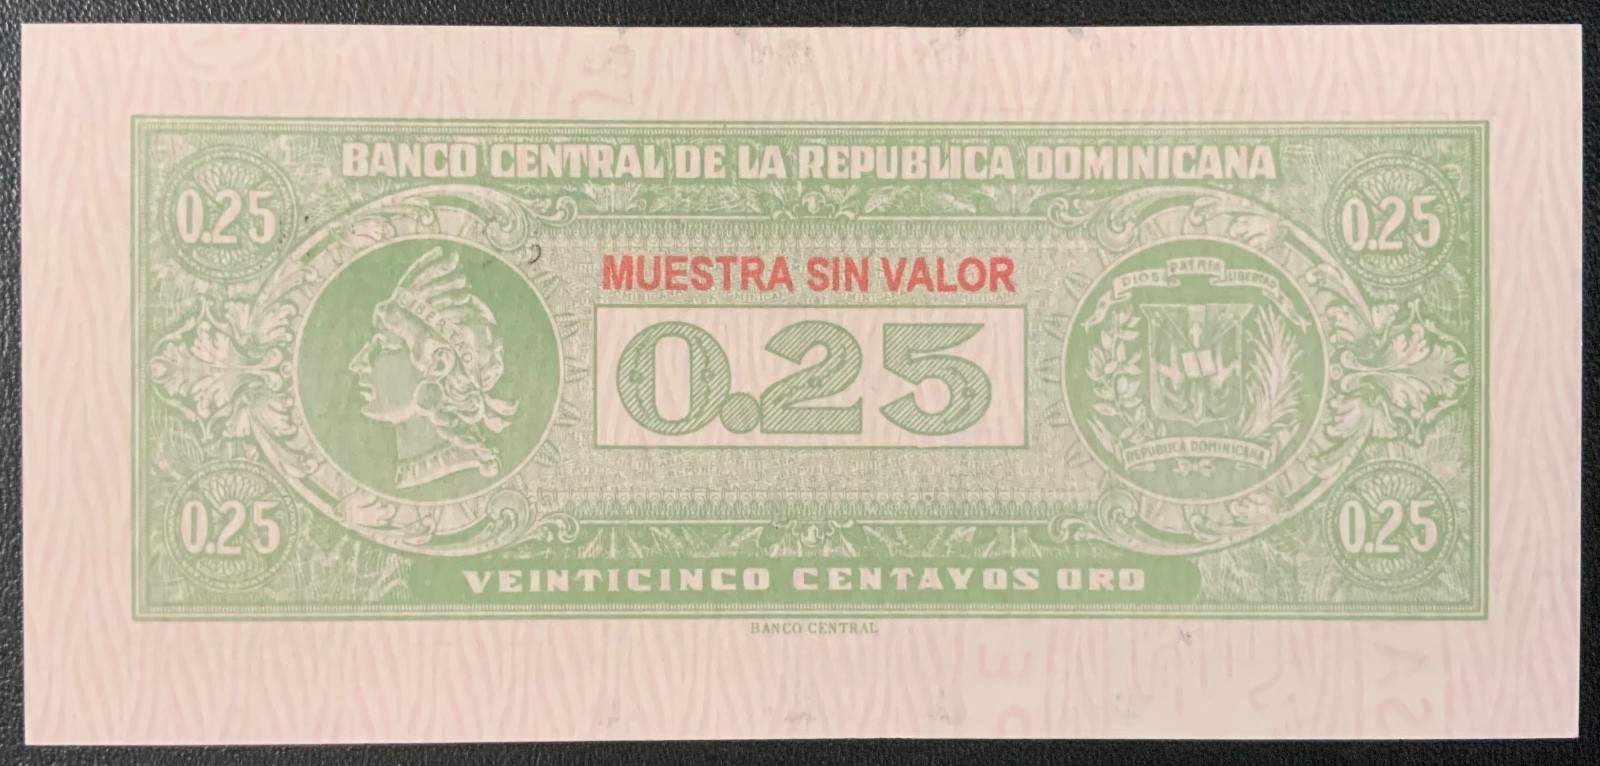 BANCO CENTRAL DE LA REPUBLICA DOMINICANA
0.25
0.25
MUESTRA SIN VALOR
DIOS PATRIA LIBERTAD
LIBERTAD
0.25
REPUBLICA DOMINICANA
0.25
0.25
VEINTICINCO CENTAVOS ORO
BANCO CENTRAL